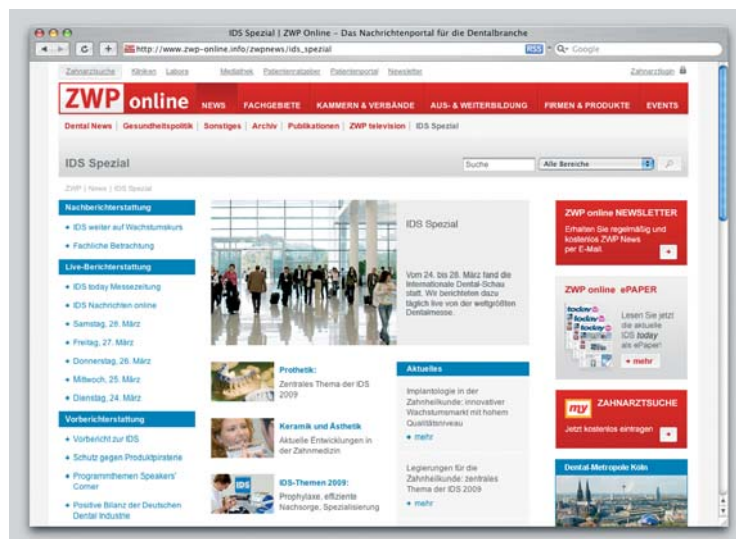 IDS Spezial | ZWP Online – Das Nachrichtenportal für die Dentalbranche
http://www.zwp-online.info/zwpnews/ids_spezial
RSS
Google
Zahnarztsuche Kliniken Labore Mediathek Patientenratgeber Patientenportal Newsletter Zahnarztlogin
ZWP online NEWS FACHGEBIETE KAMMERN & VERBÄNDE AUS- & WEITERBILDUNG FIRMEN & PRODUKTE EVENTS
Dental News | Gesundheitspolitik | Sonstiges | Archiv | Publikationen | ZWP television | IDS Spezial
IDS Spezial
Suche
Alle Bereiche
ZWP | News | IDS Spezial
Nachberichterstattung
IDS weiter auf Wachstumskurs
Fachliche Betrachtung
Live-Berichterstattung
IDS today Messezeitung
IDS Nachrichten online
Samstag, 28. März
Freitag, 27. März
Donnerstag, 26. März
Mittwoch, 25. März
Dienstag, 24. März
Vorberichterstattung
Vorbericht zur IDS
Schutz gegen Produktpiraterie
Programmthemen Speakers'
Corner
Positive Bilanz der Deutschen
Dental Industrie
IDS Spezial
Vom 24. bis 28. März fand die
Internationale Dental-Schau
statt. Wir berichteten dazu
täglich live von der weltgrößten
Dentalmesse.
Prothetik:
Zentrales Thema der IDS
2009
Keramik und Ästhetik
Aktuelle Entwicklungen in
der Zahnmedizin
IDS
IDS-Themen 2009:
Prophylaxe, effiziente
Nachsorge, Spezialisierung
Aktuelles
Implantologie in der
Zahnheilkunde: innovativer
Wachstumsmarkt mit hohem
Qualitätsniveau
mehr
Legierungen für die
Zahnheilkunde: zentrales
Thema der IDS 2009
mehr
ZWP online NEWSLETTER
Erhalten Sie regelmäßig und
kostenlos ZWP News
per E-Mail.
ZWP online ePAPER
today
today
today
Lesen Sie jetzt
die aktuelle
IDS today
als ePaper!
mehr
my ZAHNARZTSUCHE
Jetzt kostenlos eintragen
Dental-Metropole Köln